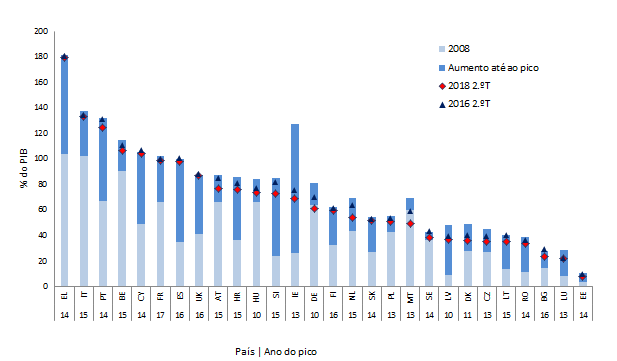 200
180
160
140
120
100
80
60
40
20
0
% do PIB
2008
Aumento até ao pico
2018 2.ºT
2016 2.ºT
EL IT PT BE CY FR ES UK AT HR HU SI IE DE FI NL SK PL MT SE LV DK CZ LT RO BG LU EE
14 15 14 15 14 17 14 16 15 15 14 15 13 10 16 15 14 13 13 14 10 11 13 15 14 16 13 14
País | Ano do pico